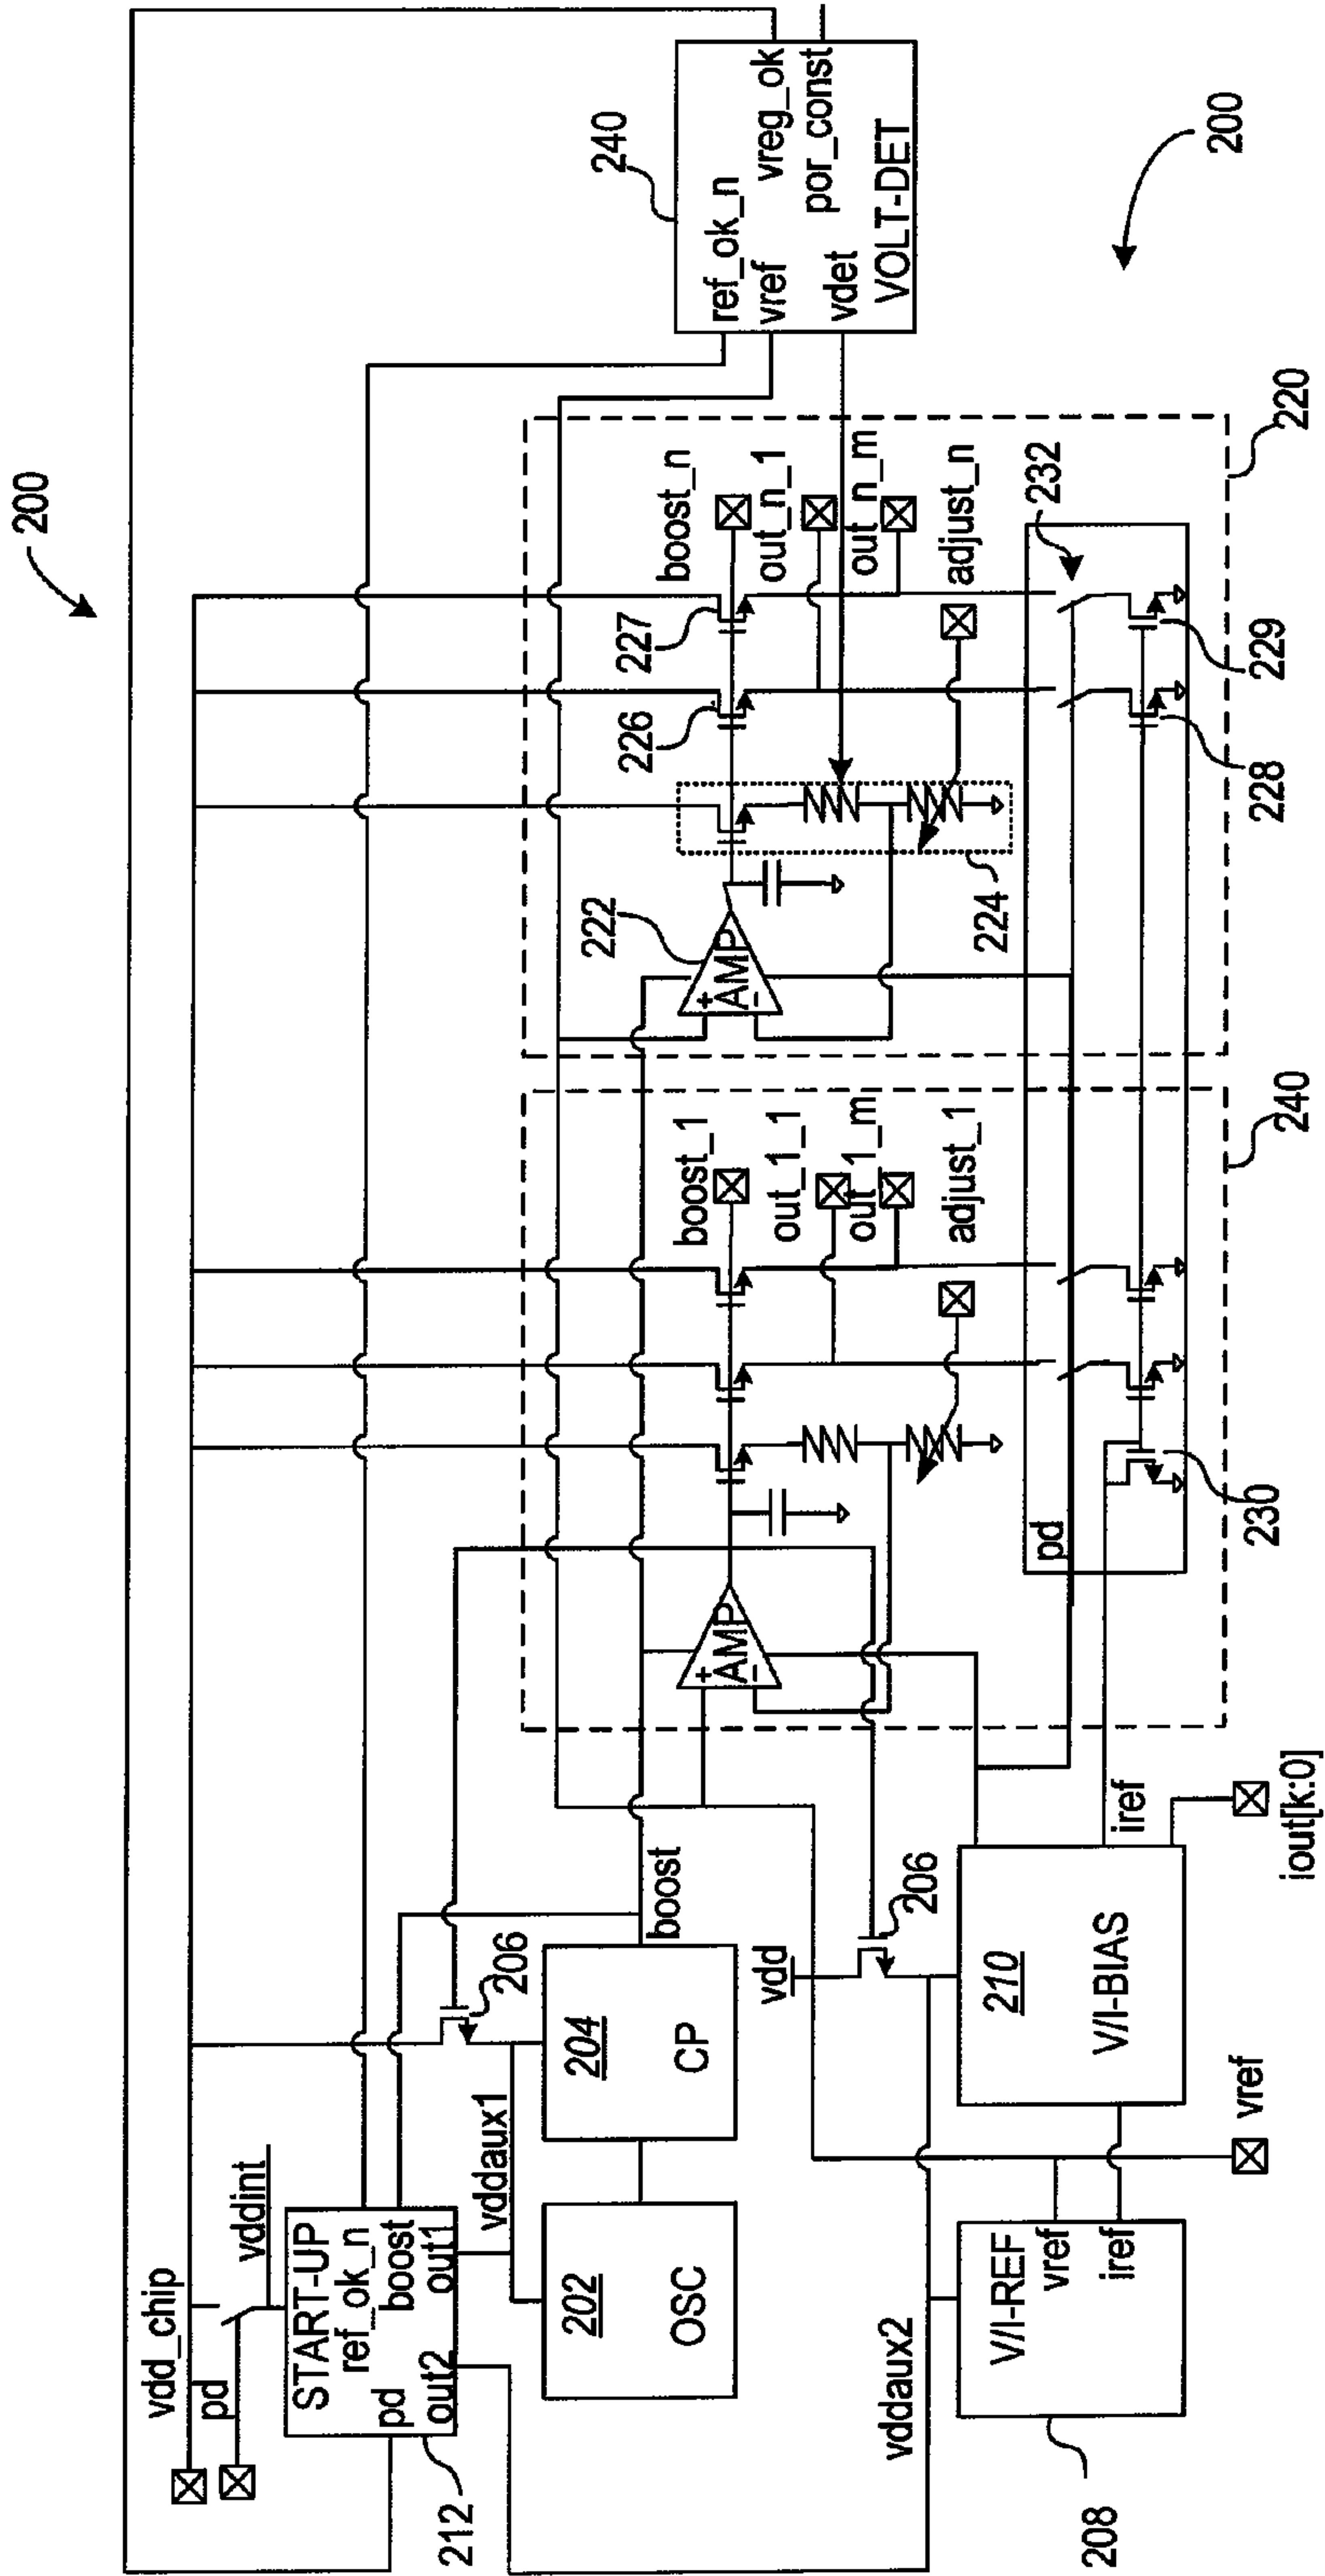 200
vdd_chip
pd
vddint
START-UP
ref_ok_n
pd
boost
out2
out1
212
vddaux1
206
202
OSC
204
CP
boost
vddaux2
vdd
206
V/I-REF
vref
iref
208
210
V/I-BIAS
iref
vref
iout[k:0]
+
AMP
-
boost_1
out_1_1
out_1_m
adjust_1
pd
230
240
222
+
AMP
-
226
227
boost_n
out_n_1
out_n_m
adjust_n
224
232
228
229
220
240
ref_ok_n
vref
vreg_ok
por_const
vdet
VOLT-DET
200